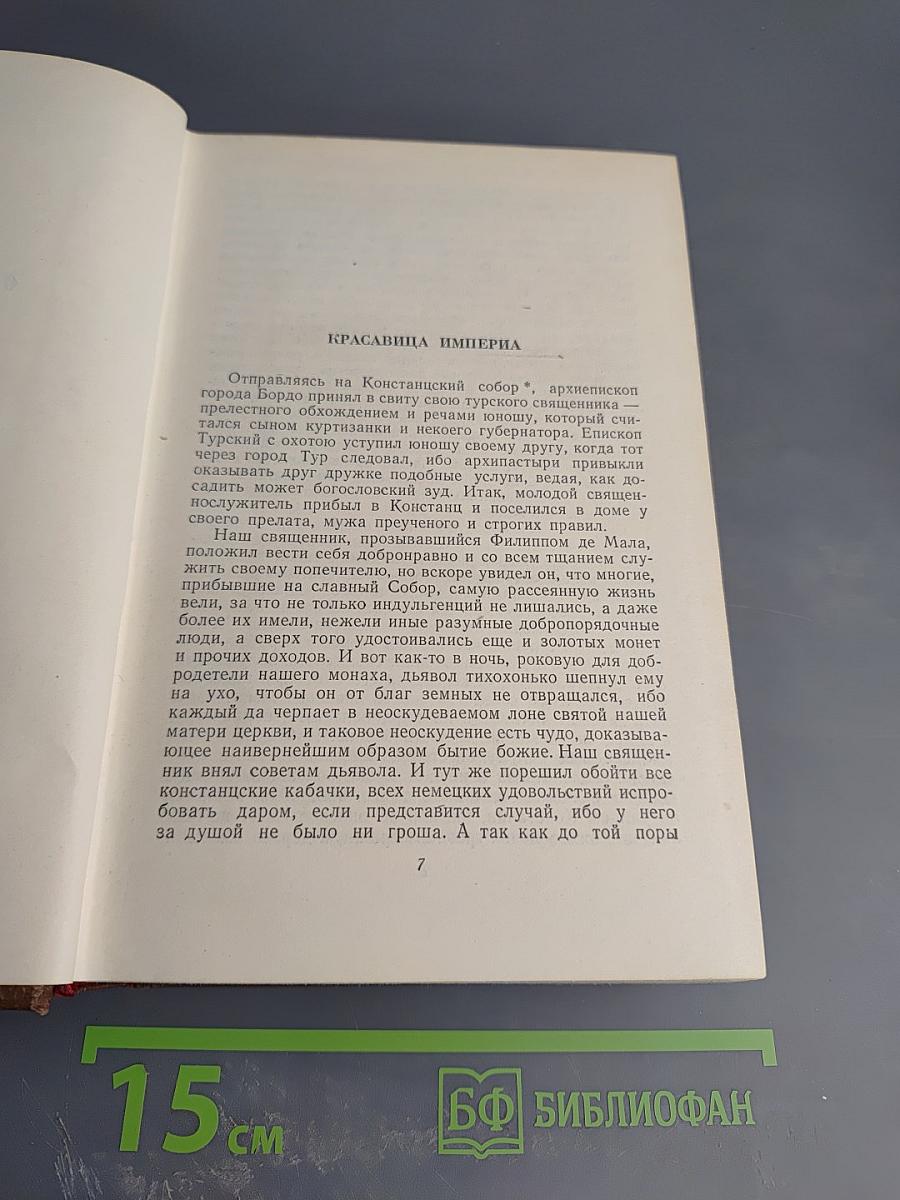 КРАСАВИЦА ИМПЕРИА
Отправляясь на Констанцский собор*, архиепископ
города Бордо принял в свиту свою турского священника —
прелестного обхождением и речами юношу, который счи-
тался сыном куртизанки и некоего губернатора. Епископ
Турский с охотою уступил юношу своему другу, когда тот
через город Тур следовал, ибо архипастыри привыкли
оказывать друг дружке подобные услуги, ведая, как до-
садить может богословский зуд. Итак, молодой священ-
нослужитель прибыл в Констанц и поселился в доме у
своего прелата, мужа преученого и строгих правил.
Наш священник, прозывавшийся Филиппом де Мала,
положил вести себя добронравно и со всем тщанием слу-
жить своему попечителю, но вскоре увидел он, что многие,
прибывшие на славный Собор, самую рассеянную жизнь
вели, за что не только индульгенций не лишались, а даже
более их имели, нежели иные разумные добропорядочные
люди, а сверх того удостоивались еще и золотых монет
и прочих доходов. И вот как-то в ночь, роковую для доб-
родетели нашего монаха, дьявол тихохонько шепнул ему
на ухо, чтобы он от благ земных не отвращался, ибо
каждый да черпает в неоскудеваемом лоне святой нашей
матери церкви, и таковое неоскудение есть чудо, доказыва-
ющее наивернейшим образом бытие божие. Наш священ-
ник внял советам дьявола. И тут же порешил обойти все
констанцские кабачки, всех немецких удовольствий испро-
бовать даром, если представится случай, ибо у него
за душой не было ни гроша. А так как до той поры
7
15 см
БФ БИБЛИОФАН